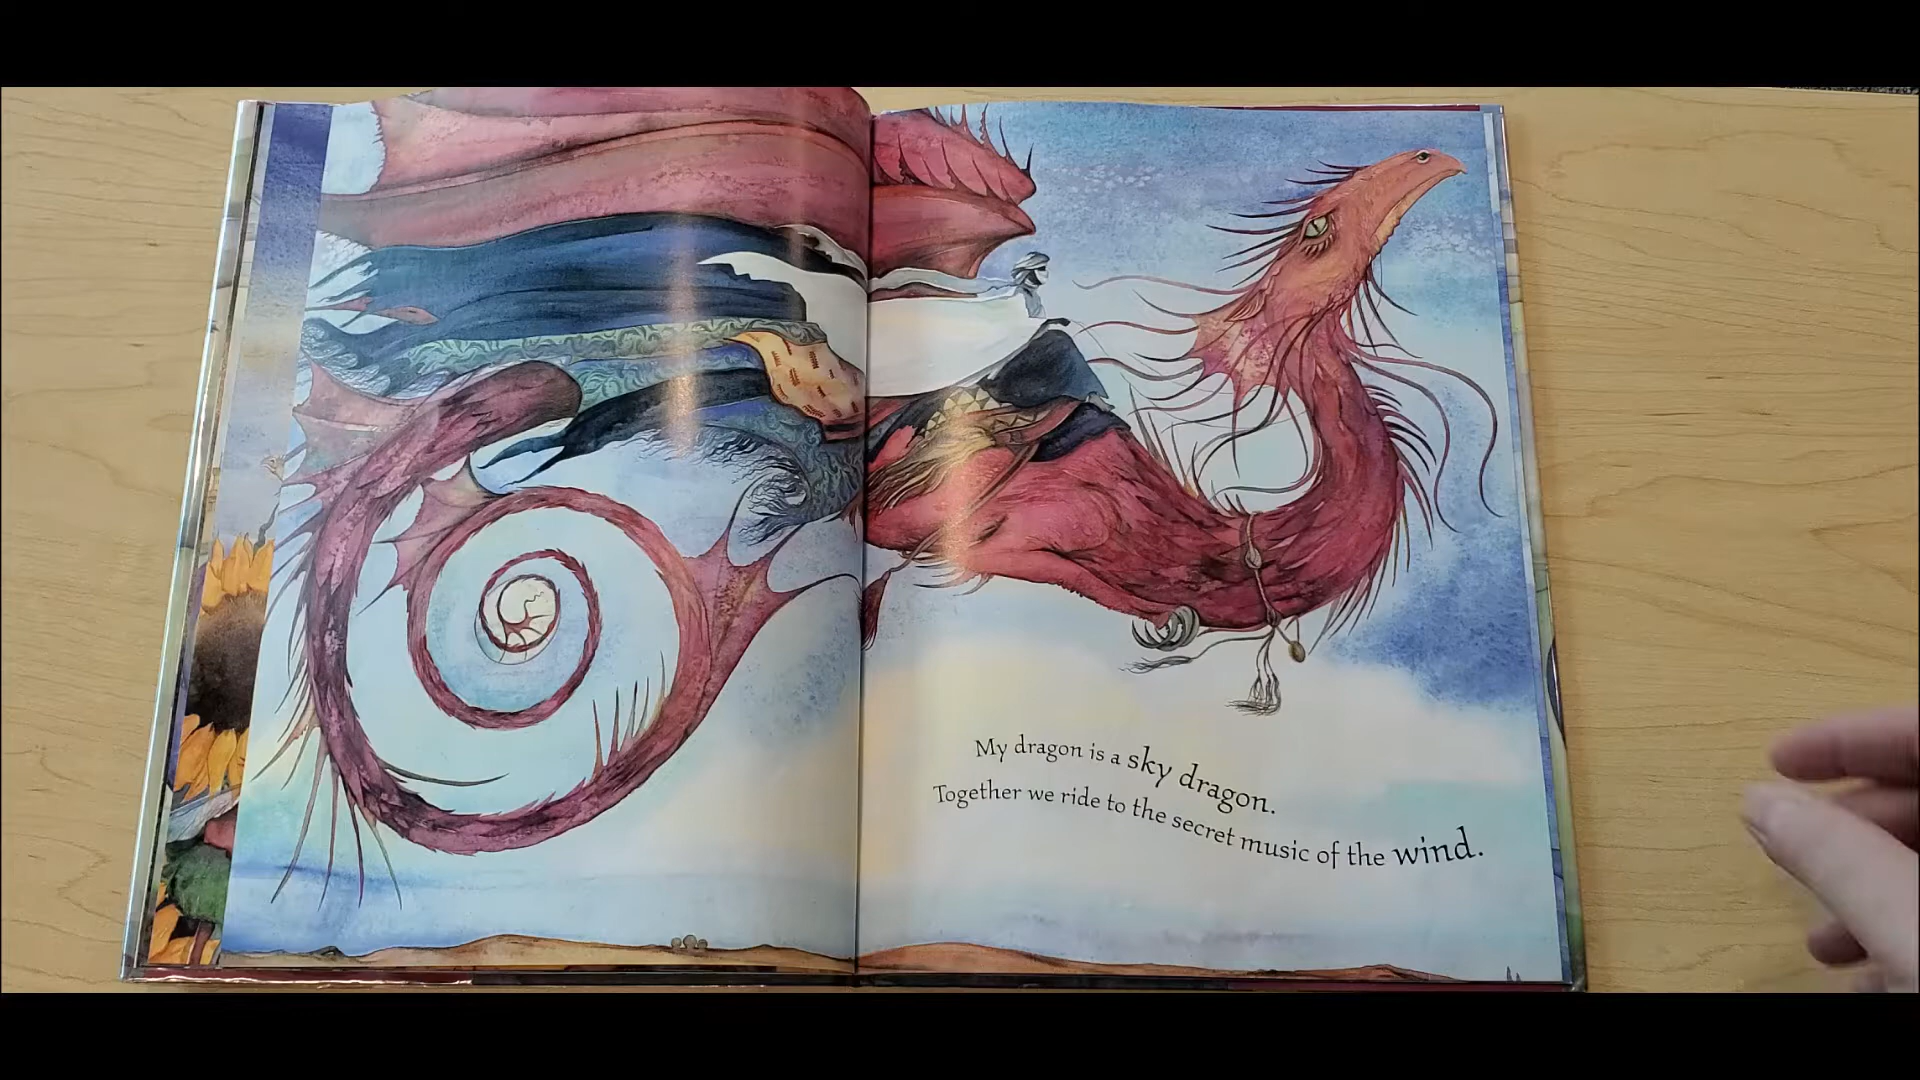 My dragon is a sky dragon.
Together we ride to the secret music of the wind.